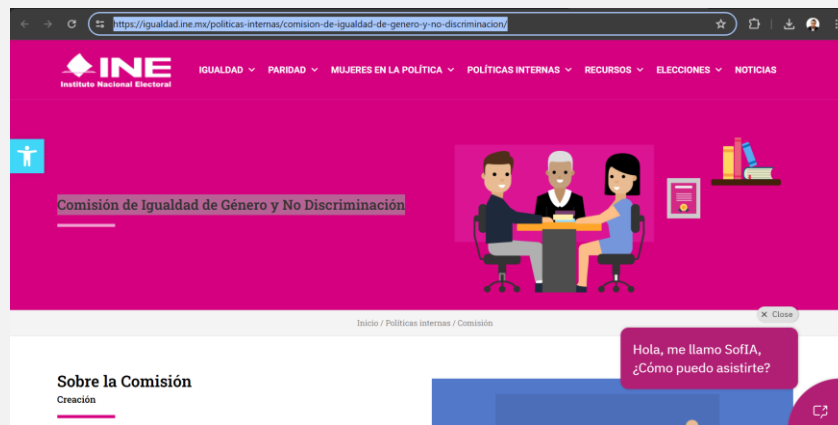 https://igualdad.ine.mx/politicas-internas/comision-de-igualdad-de-genero-y-no-discriminacion/
INE
Instituto Nacional Electoral
IGUALDAD
PARIDAD
MUJERES EN LA POLÍTICA
POLÍTICAS INTERNAS
RECURSOS
ELECCIONES
NOTICIAS
Comisión de Igualdad de Género y No Discriminación
Inicio / Políticas internas / Comisión
× Close
Hola, me llamo SofIA,
¿Cómo puedo asistirte?
Sobre la Comisión
Creación